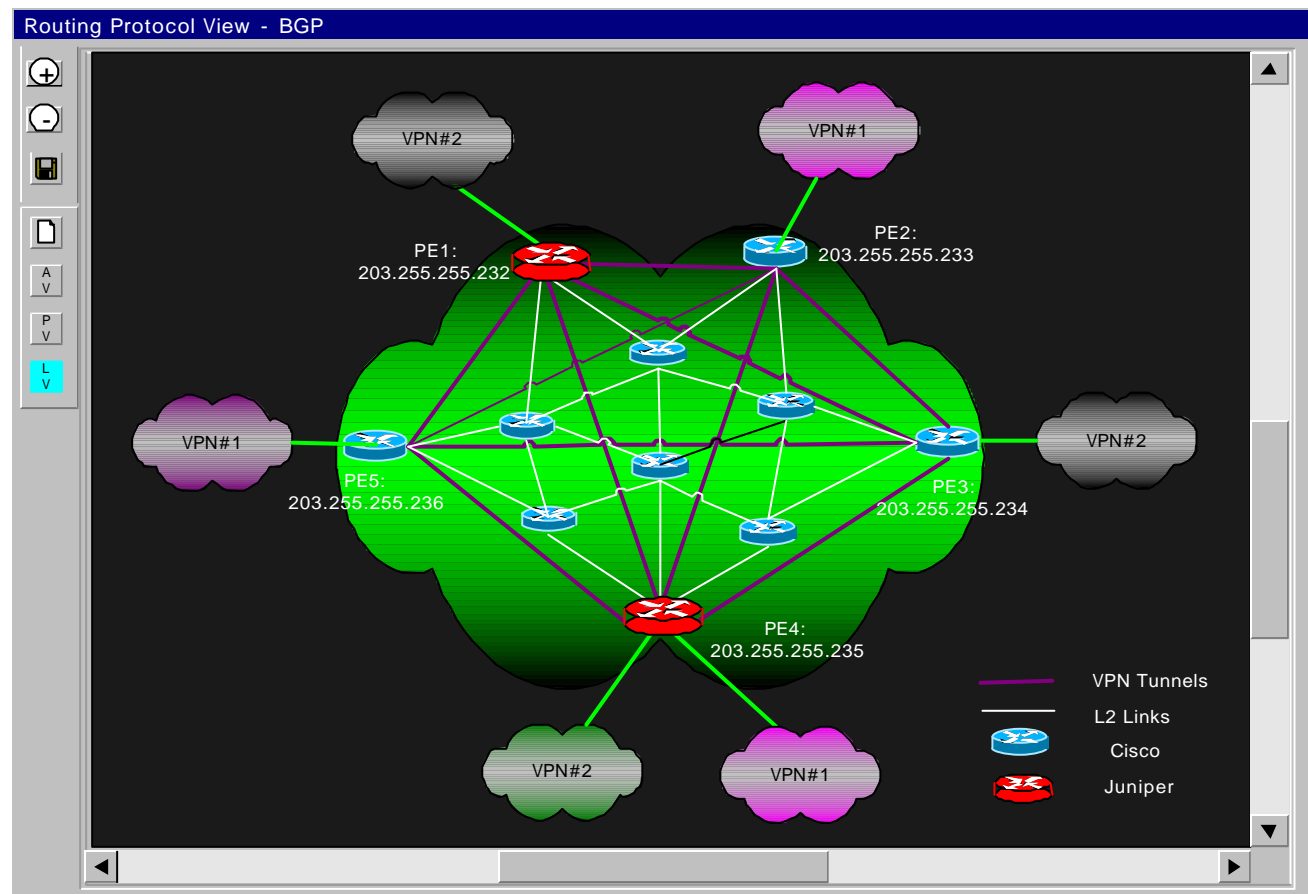 Routing Protocol View - BGP
+
-
A
V
P
V
L
V
VPN#2
VPN#1
PE1:
203.255.255.232
PE2:
203.255.255.233
VPN#1
VPN#2
PE5:
203.255.255.236
PE3:
203.255.255.234
PE4:
203.255.255.235
VPN#2
VPN#1
VPN Tunnels
L2 Links
Cisco
Juniper